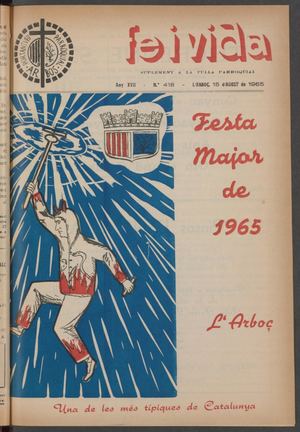 fe i vida
SUPLEMENT A LA FULLA PARROQUIAL
Any XVII - N.º 418 - L'ARBOÇ, 15 d'AGOST de 1965
Festa
Major
de
1965
L'Arboç
Una de les més típiques de Catalunya